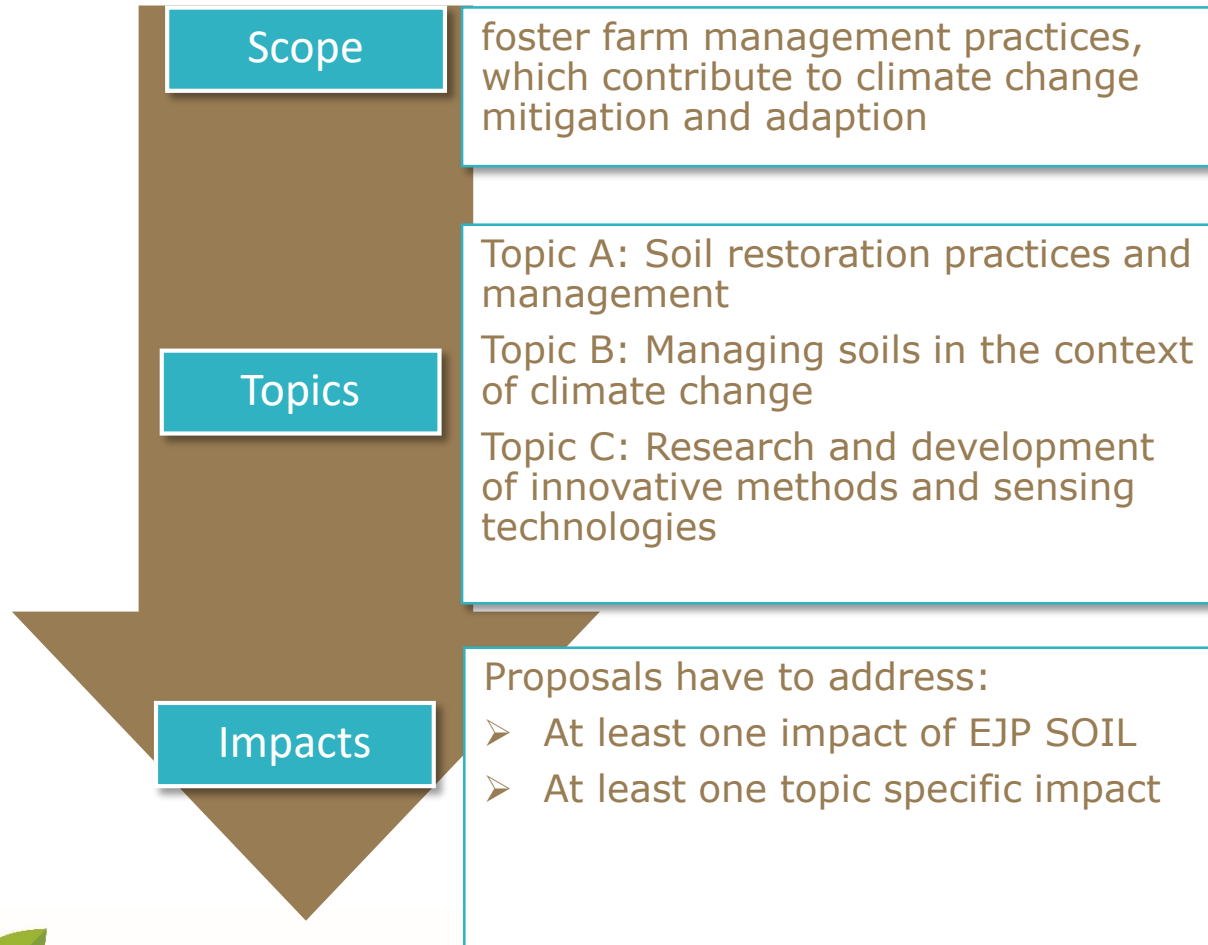 Scope
foster farm management practices,
which contribute to climate change
mitigation and adaption
Topics
Topic A: Soil restoration practices and
management
Topic B: Managing soils in the context
of climate change
Topic C: Research and development
of innovative methods and sensing
technologies
Impacts
Proposals have to address:
➢ At least one impact of EJP SOIL
➢ At least one topic specific impact